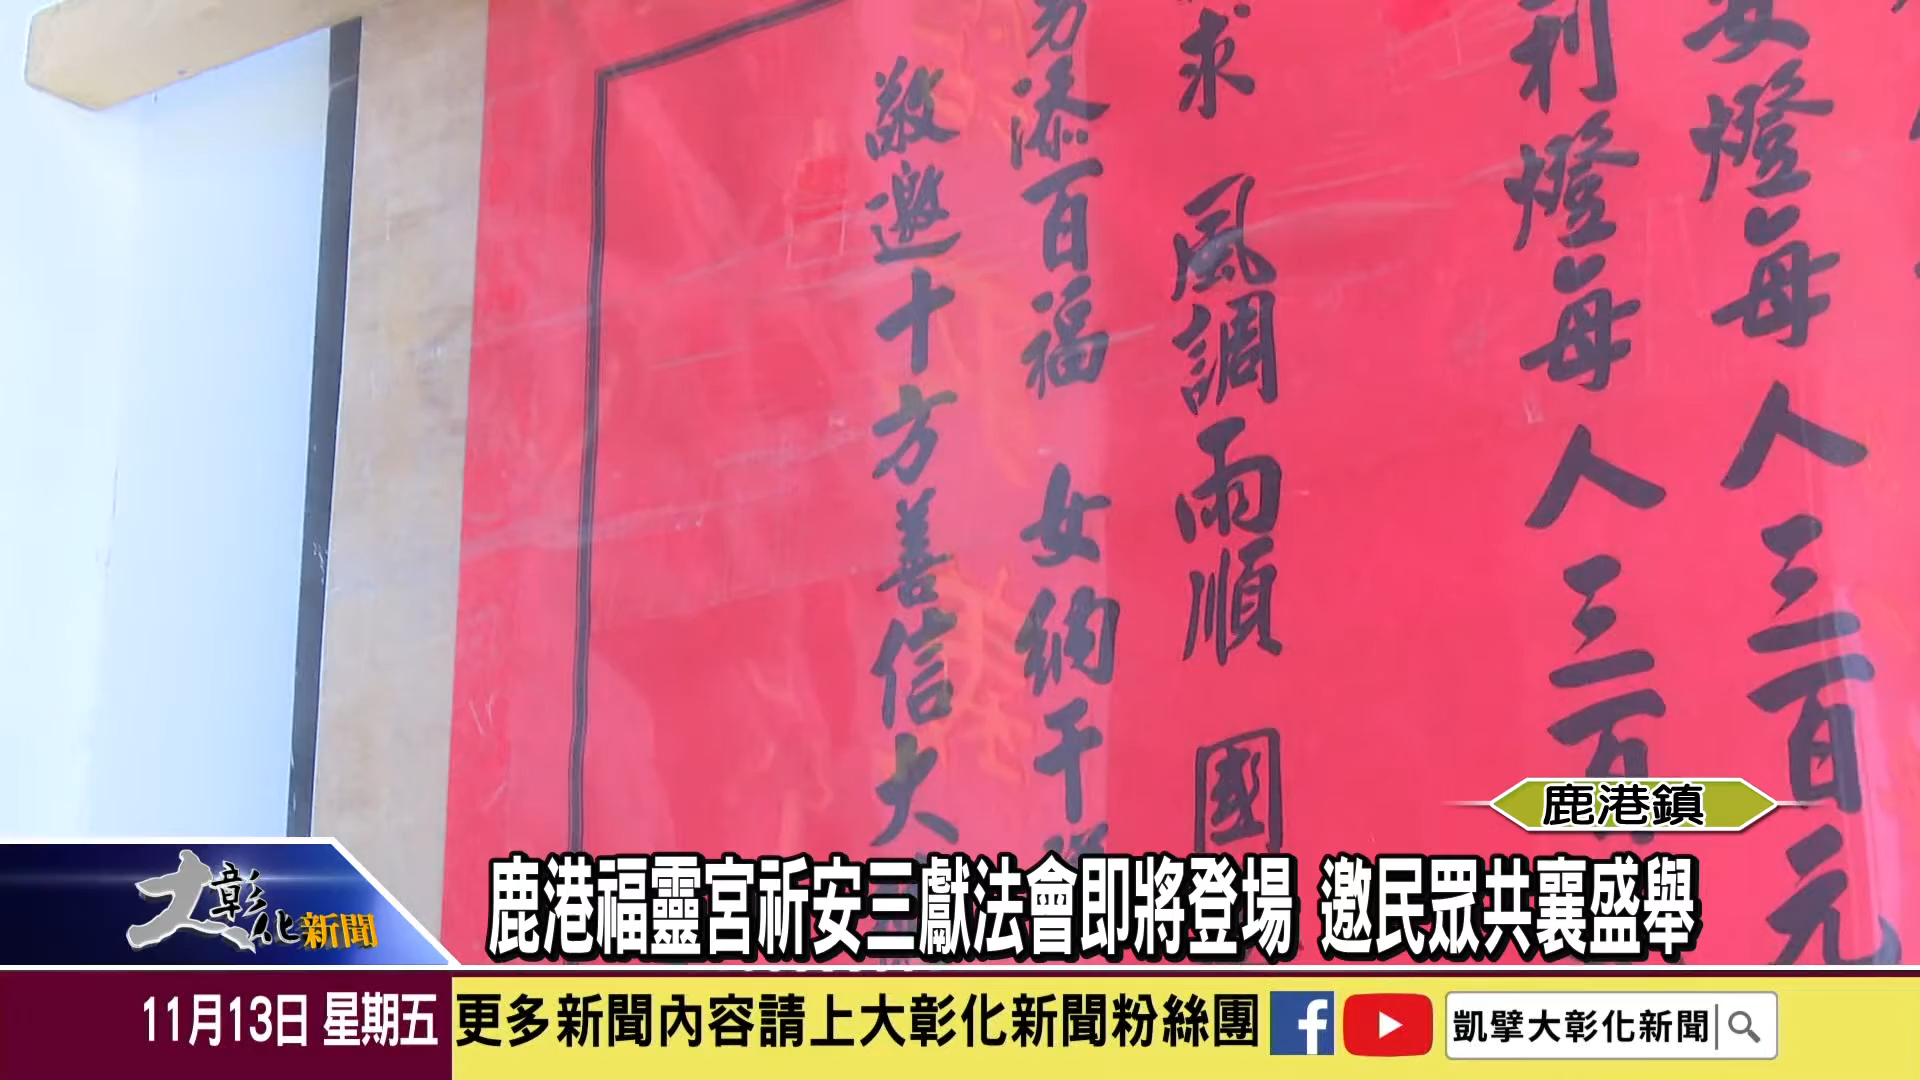 安燈每人三百元
利燈每人三百
求 風調雨順 國
男添百福 女納千祥
敬邀十方善信大
鹿港鎮
鹿港福靈宮祈安三獻法會即將登場 邀民眾共襄盛舉
大彰化新聞
11月13日 星期五
更多新聞內容請上大彰化新聞粉絲團
凱擘大彰化新聞